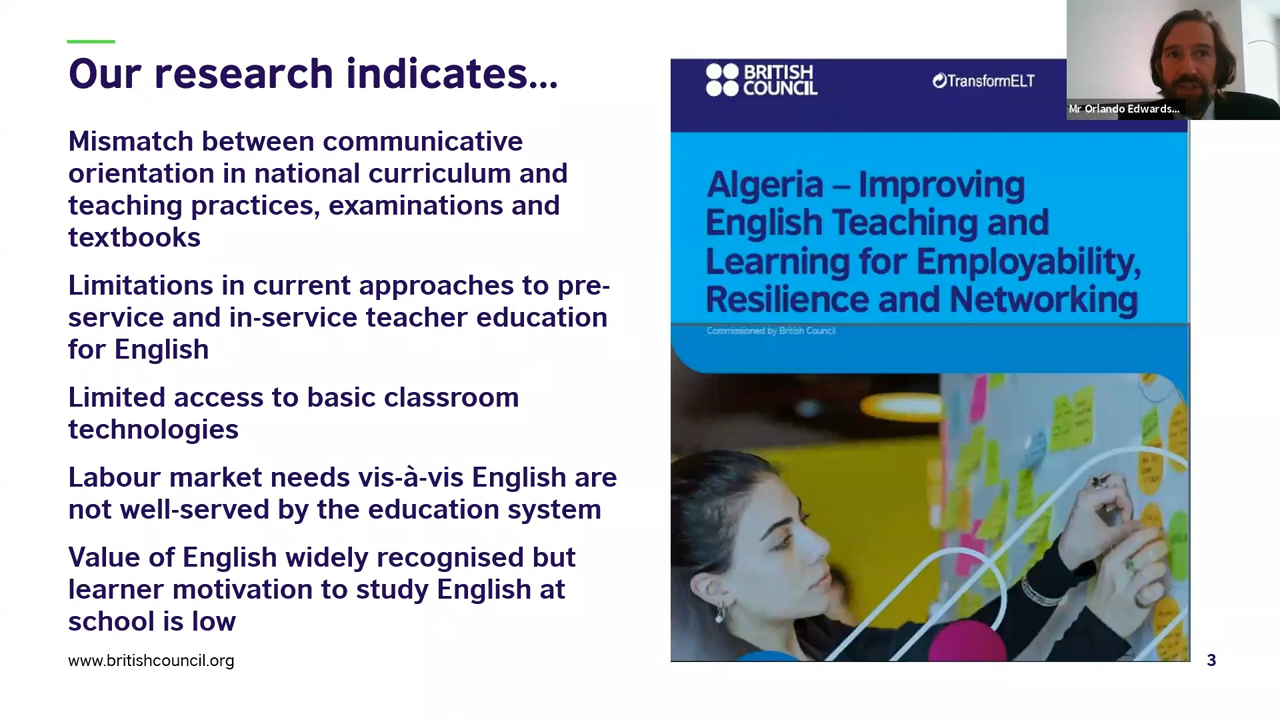 Our research indicates...
Mismatch between communicative
orientation in national curriculum and
teaching practices, examinations and
textbooks
Limitations in current approaches to pre-
service and in-service teacher education
for English
Limited access to basic classroom
technologies
Labour market needs vis-à-vis English are
not well-served by the education system
Value of English widely recognised but
learner motivation to study English at
school is low
www.britishcouncil.org
BRITISH
COUNCIL
TransformELT
Algeria – Improving
English Teaching and
Learning for Employability,
Resilience and Networking
Commissioned by British Council
Mr Orlando Edwards...
3